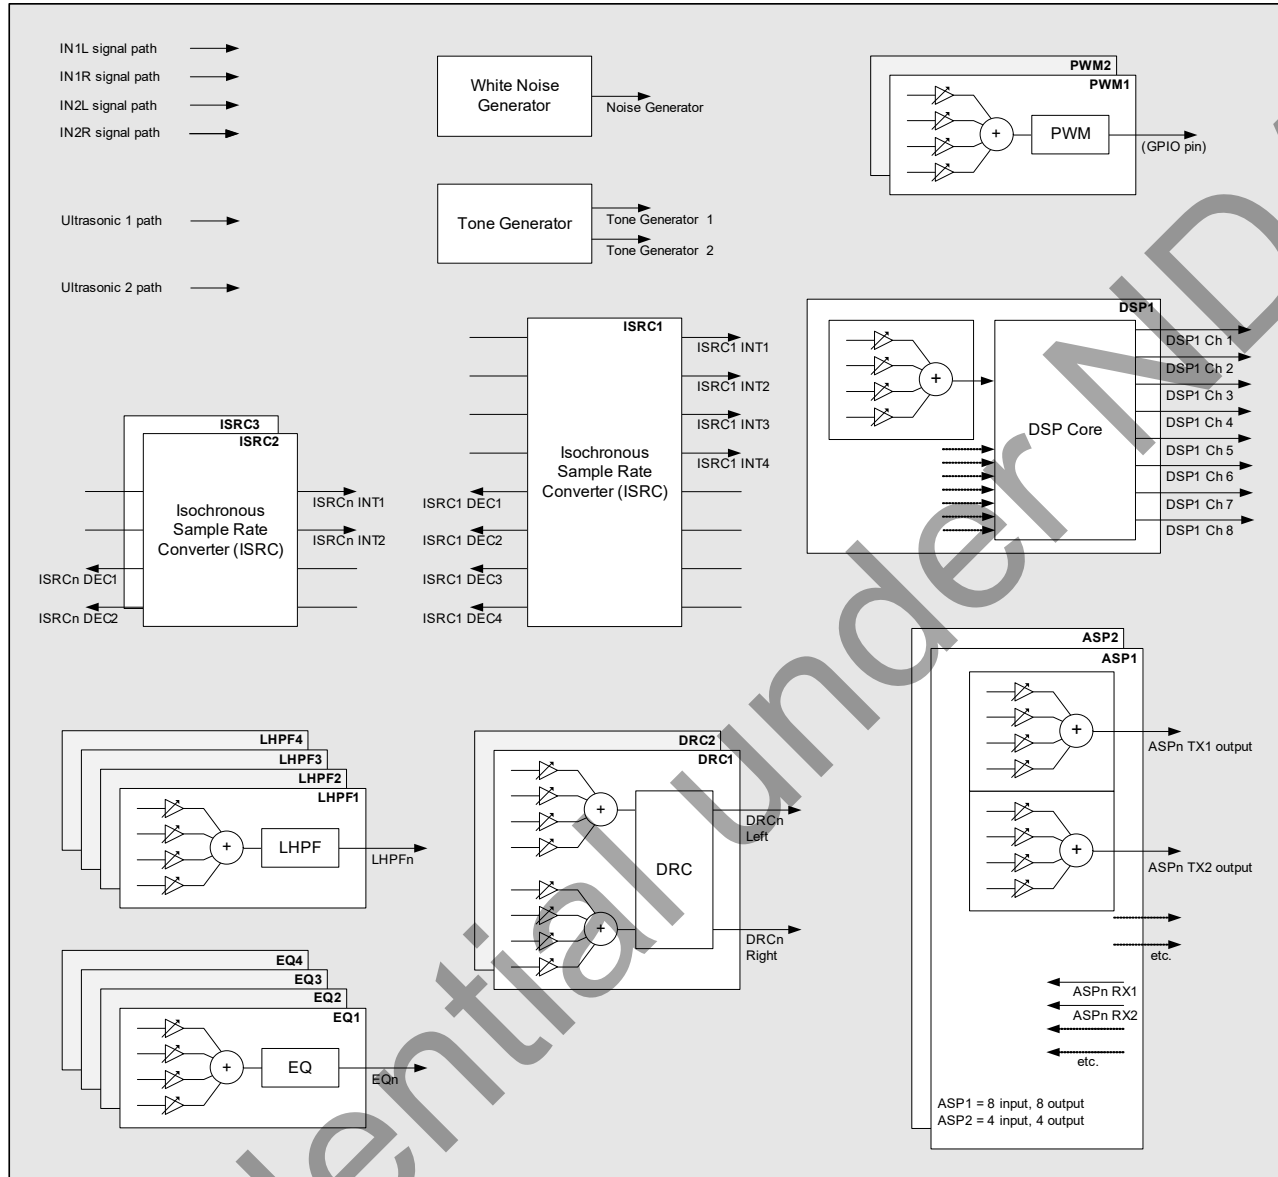 IN1L signal path
IN1R signal path
IN2L signal path
IN2R signal path
Ultrasonic 1 path
Ultrasonic 2 path
White Noise
Generator
Noise Generator
Tone Generator
Tone Generator 1
Tone Generator 2
PWM2
PWM1
+
PWM
(GPIO pin)
ISRC3
ISRC2
Isochronous
Sample Rate
Converter (ISRC)
ISRCn INT1
ISRCn INT2
ISRCn DEC1
ISRCn DEC2
ISRC1
Isochronous
Sample Rate
Converter (ISRC)
ISRC1 INT1
ISRC1 INT2
ISRC1 INT3
ISRC1 INT4
ISRC1 DEC1
ISRC1 DEC2
ISRC1 DEC3
ISRC1 DEC4
DSP1
+
DSP Core
DSP1 Ch 1
DSP1 Ch 2
DSP1 Ch 3
DSP1 Ch 4
DSP1 Ch 5
DSP1 Ch 6
DSP1 Ch 7
DSP1 Ch 8
LHPF4
LHPF3
LHPF2
LHPF1
+
LHPF
LHPFn
EQ4
EQ3
EQ2
EQ1
+
EQ
EQn
DRC2
DRC1
+
+
DRC
DRCn
Left
DRCn
Right
ASP2
ASP1
+
ASPn TX1 output
+
ASPn TX2 output
etc.
ASPn RX1
ASPn RX2
etc.
ASP1 = 8 input, 8 output
ASP2 = 4 input, 4 output
under